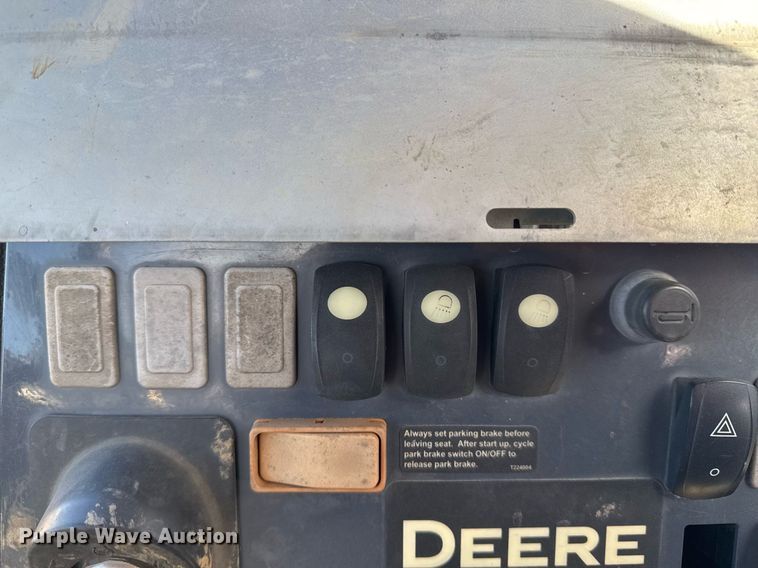 Always set parking brake before
leaving seat. After start up, cycle
park brake switch ON/OFF to
release park brake.
T224004
DEERE
Purple Wave Auction